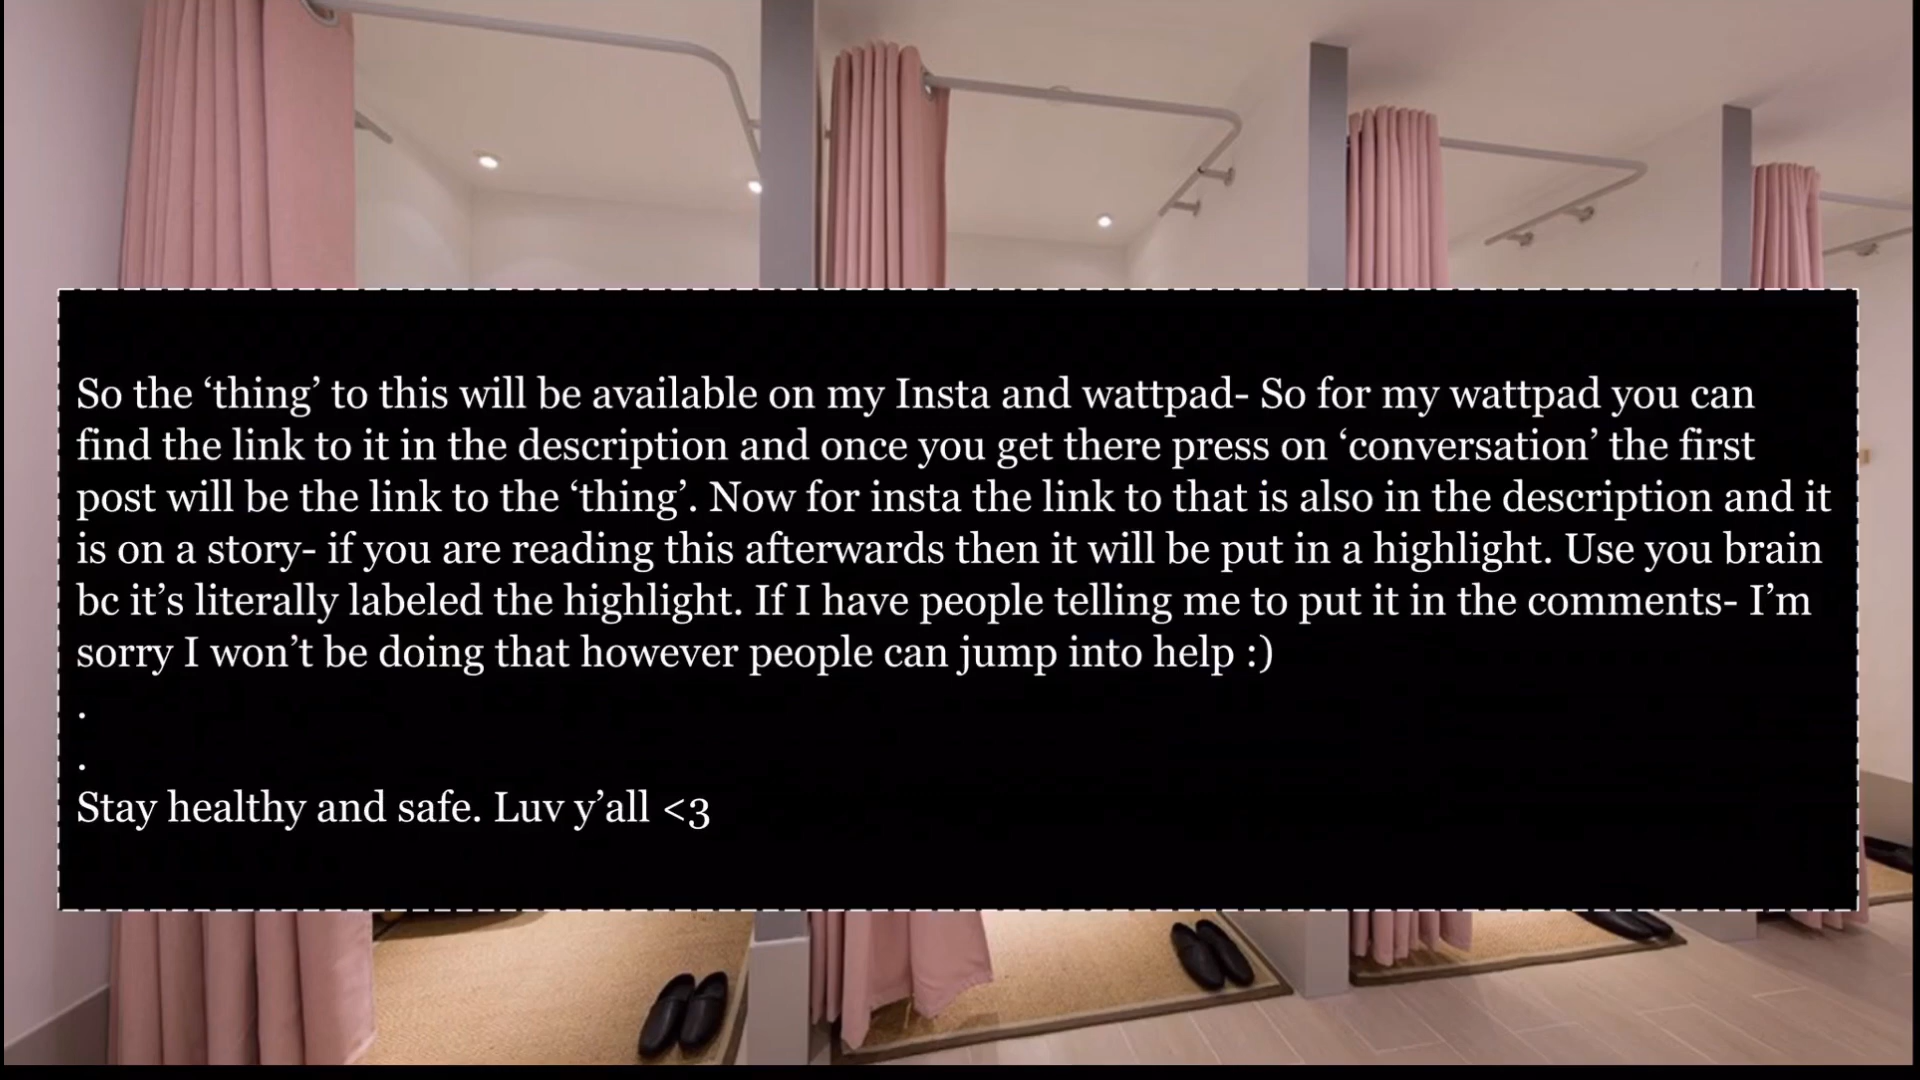 So the ‘thing’ to this will be available on my Insta and wattpad- So for my wattpad you can
find the link to it in the description and once you get there press on ‘conversation’ the first
post will be the link to the ‘thing’. Now for insta the link to that is also in the description and it
is on a story- if you are reading this afterwards then it will be put in a highlight. Use you brain
bc it’s literally labeled the highlight. If I have people telling me to put it in the comments- I’m
sorry I won’t be doing that however people can jump into help :)
.
.
Stay healthy and safe. Luv y’all <3